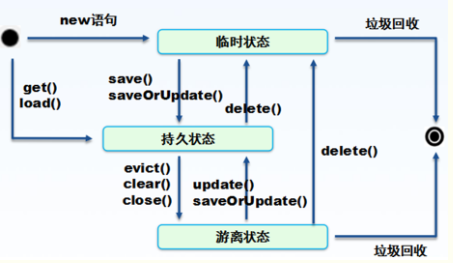 new语句
垃圾回收
临时状态
get()
load()
save()
saveOrUpdate()
delete()
持久状态
delete()
evict()
clear()
close()
update()
saveOrUpdate()
游离状态
垃圾回收